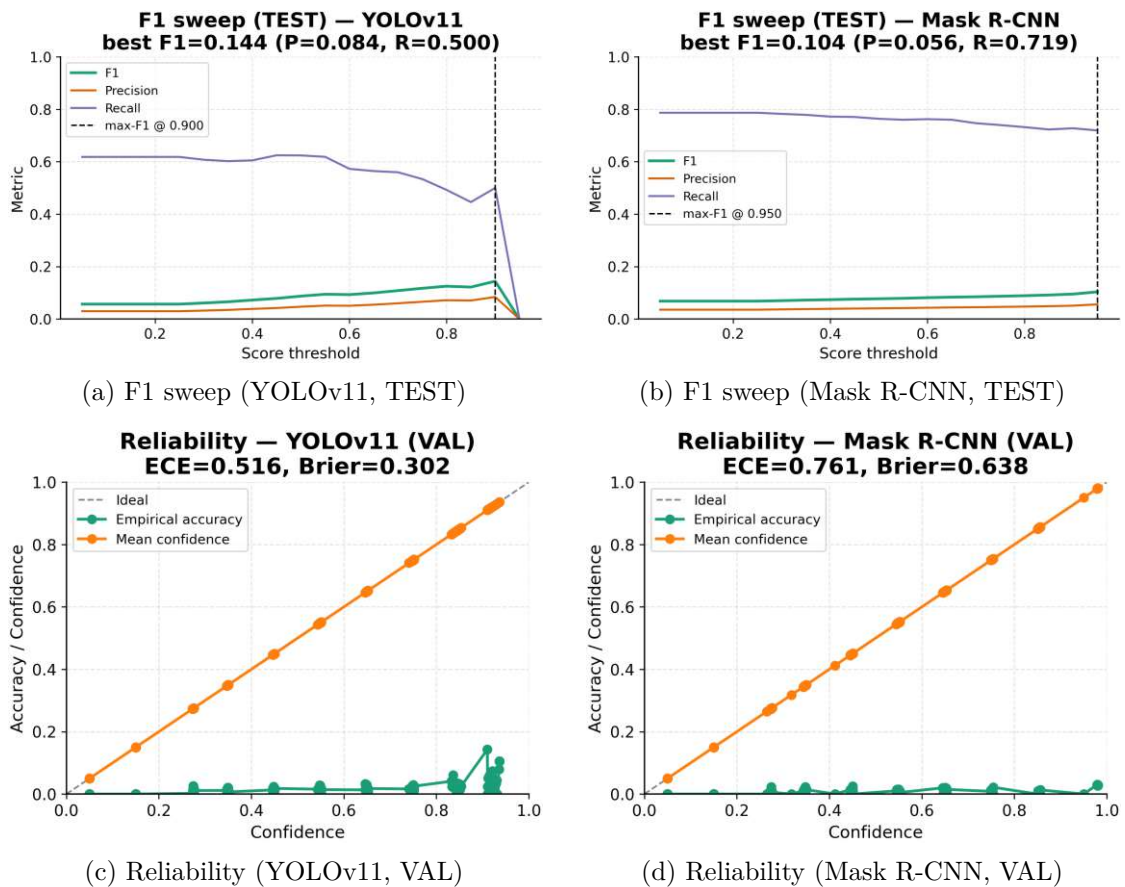 F1 sweep (TEST) — YOLOv11
best F1=0.144 (P=0.084, R=0.500)
1.0
0.8
0.6
0.4
0.2
0.0
Metric
F1
Precision
Recall
max-F1 @ 0.900
0.2
0.4
0.6
0.8
Score threshold
(a) F1 sweep (YOLOv11, TEST)
F1 sweep (TEST) — Mask R-CNN
best F1=0.104 (P=0.056, R=0.719)
1.0
0.8
0.6
0.4
0.2
0.0
Metric
F1
Precision
Recall
max-F1 @ 0.950
0.2
0.4
0.6
0.8
Score threshold
(b) F1 sweep (Mask R-CNN, TEST)
Reliability — YOLOv11 (VAL)
ECE=0.516, Brier=0.302
1.0
0.8
0.6
0.4
0.2
0.0
Accuracy / Confidence
Ideal
Empirical accuracy
Mean confidence
0.0
0.2
0.4
0.6
0.8
1.0
Confidence
(c) Reliability (YOLOv11, VAL)
Reliability — Mask R-CNN (VAL)
ECE=0.761, Brier=0.638
1.0
0.8
0.6
0.4
0.2
0.0
Accuracy / Confidence
Ideal
Empirical accuracy
Mean confidence
0.0
0.2
0.4
0.6
0.8
1.0
Confidence
(d) Reliability (Mask R-CNN, VAL)